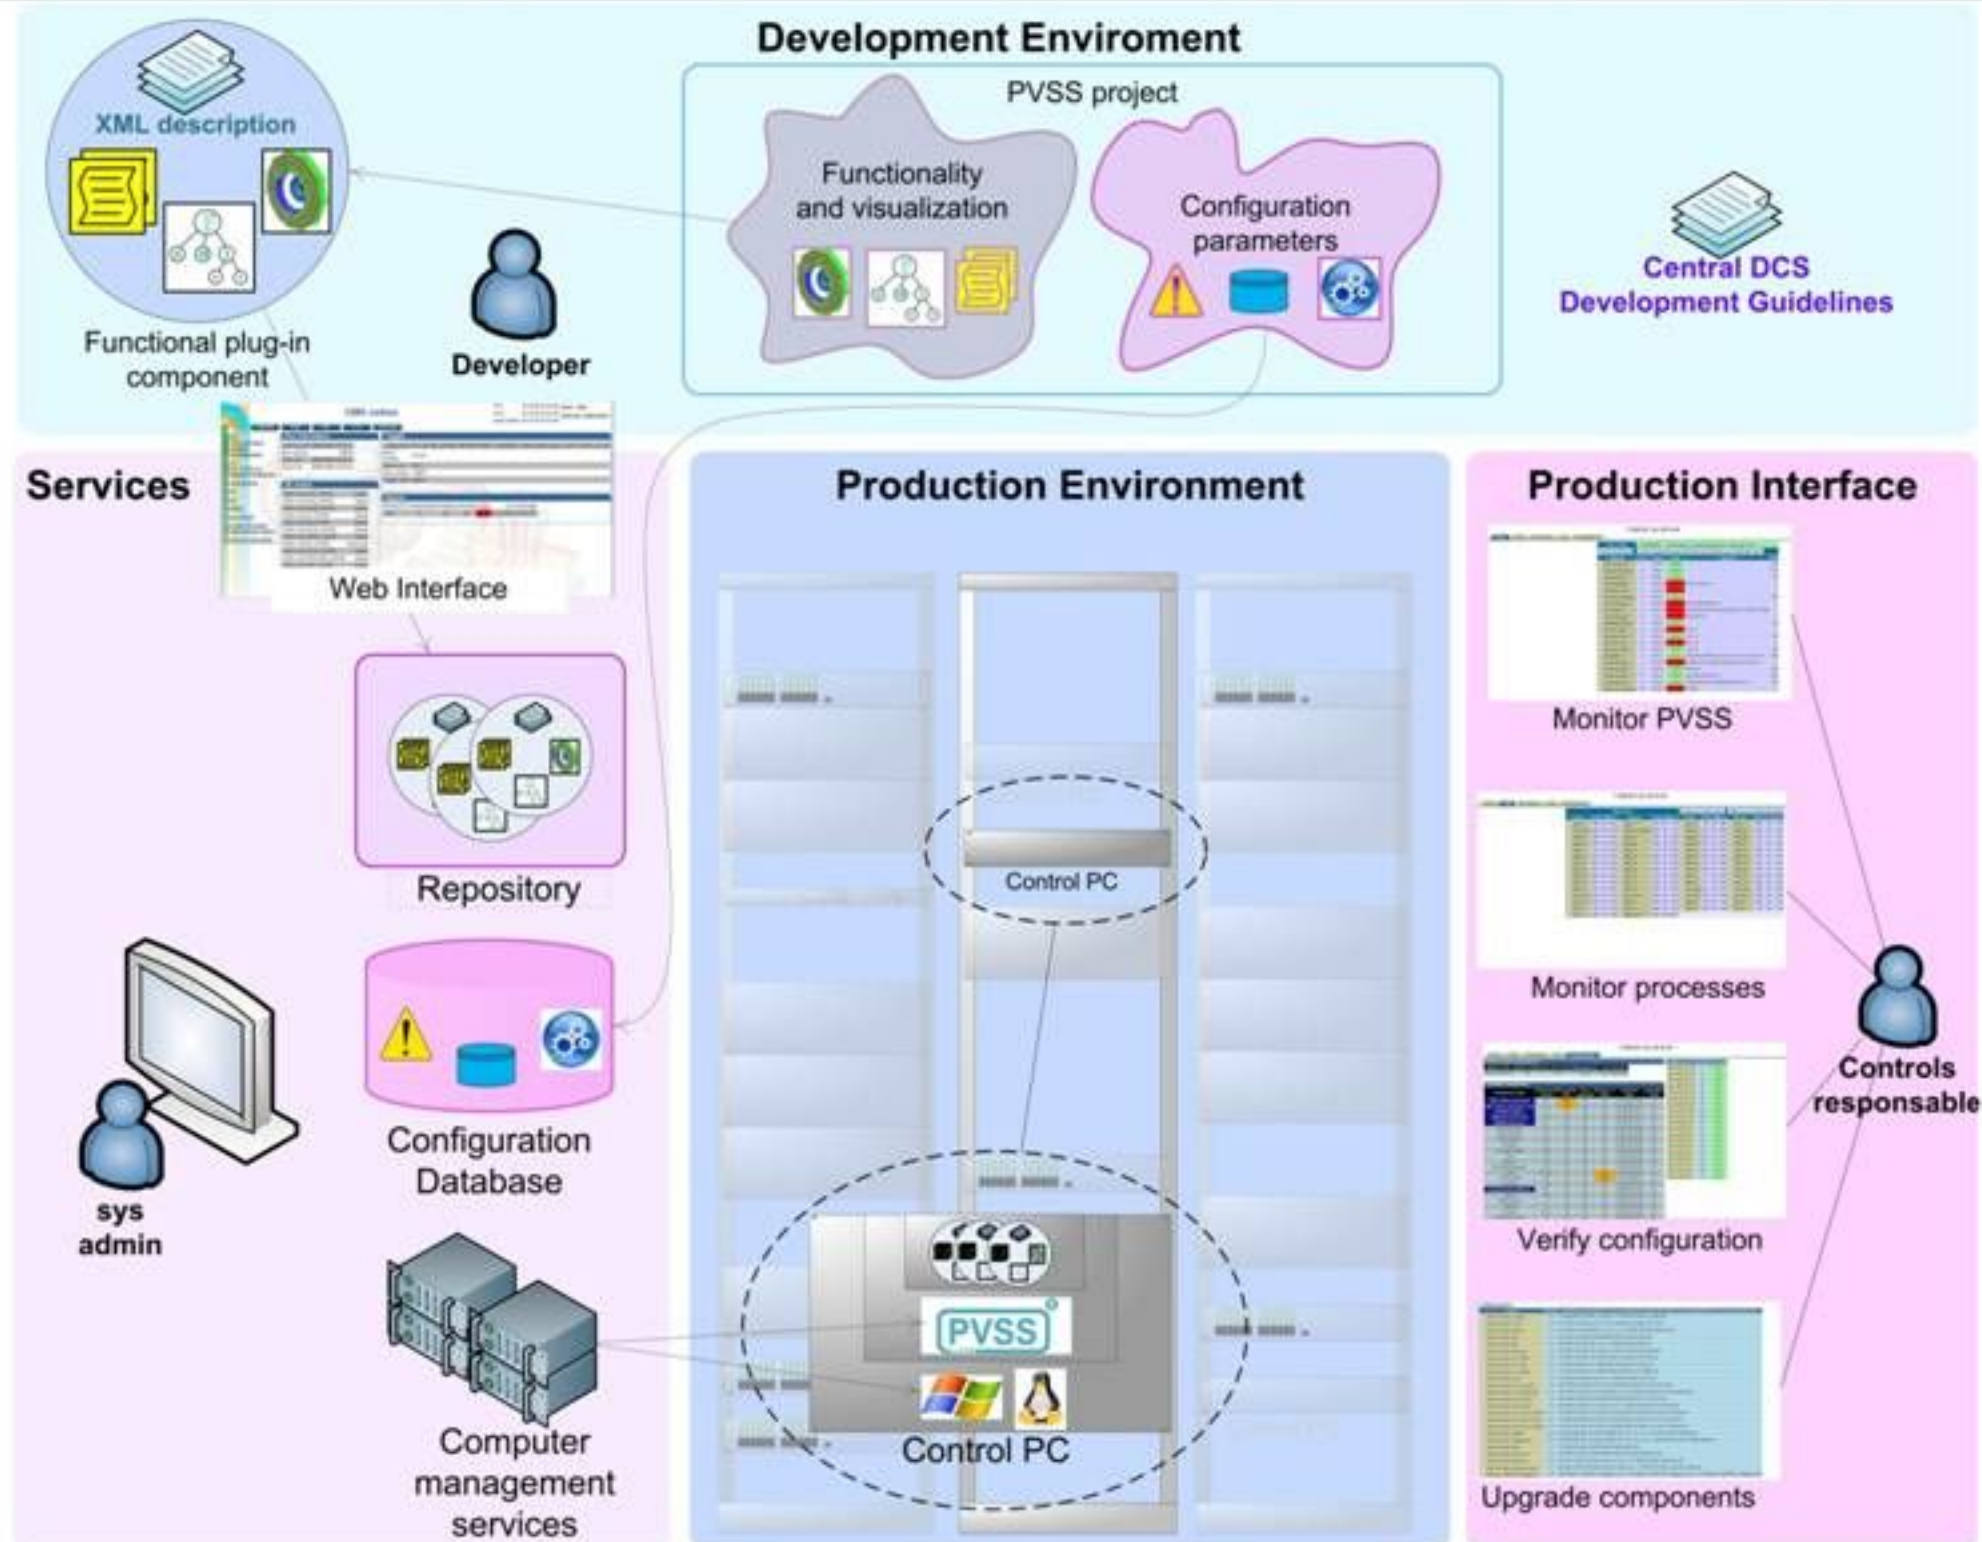 Development Enviroment
PVSS project
XML description
Functionality
and visualization
Configuration
parameters
Central DCS
Development Guidelines
Functional plug-in
component
Developer
Services
Web Interface
Repository
Configuration
Database
sys
admin
Computer
management
services
Production Environment
Control PC
PVSS
Control PC
Production Interface
Monitor PVSS
Monitor processes
Controls
responsable
Verify configuration
Upgrade components